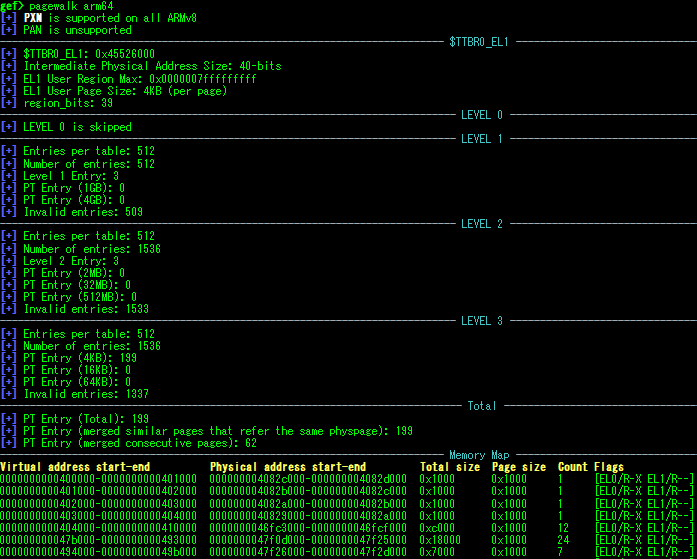 gef> pagewalk arm64
[+] PXN is supported on all ARMv8
[+] PAN is unsupported
$TTBR0_EL1
[+] $TTBR0_EL1: 0x45526000
[+] Intermediate Physical Address Size: 40-bits
[+] EL1 User Region Max: 0x0000007fffffffff
[+] EL1 User Page Size: 4KB (per page)
[+] region_bits: 39
LEVEL 0
[+] LEVEL 0 is skipped
LEVEL 1
[+] Entries per table: 512
[+] Number of entries: 512
[+] Level 1 Entry: 3
[+] PT Entry (1GB): 0
[+] PT Entry (4GB): 0
[+] Invalid entries: 509
LEVEL 2
[+] Entries per table: 512
[+] Number of entries: 1536
[+] Level 2 Entry: 3
[+] PT Entry (2MB): 0
[+] PT Entry (32MB): 0
[+] PT Entry (512MB): 0
[+] Invalid entries: 1533
LEVEL 3
[+] Entries per table: 512
[+] Number of entries: 1536
[+] PT Entry (4KB): 199
[+] PT Entry (16KB): 0
[+] PT Entry (64KB): 0
[+] Invalid entries: 1337
Total
[+] PT Entry (Total): 199
[+] PT Entry (merged similar pages that refer the same physpage): 199
[+] PT Entry (merged consecutive pages): 62
Memory Map
Virtual address start-end Physical address start-end Total size Page size Count Flags
0000000000400000-0000000000401000 000000004082c000-000000004082d000 0x1000 0x1000 1 [EL0/R-X EL1/R--]
0000000000401000-0000000000402000 000000004082b000-000000004082c000 0x1000 0x1000 1 [EL0/R-X EL1/R--]
0000000000402000-0000000000403000 000000004082a000-000000004082b000 0x1000 0x1000 1 [EL0/R-X EL1/R--]
0000000000403000-0000000000404000 0000000040829000-000000004082a000 0x1000 0x1000 1 [EL0/R-X EL1/R--]
0000000000404000-0000000000410000 0000000046fc3000-0000000046fcf000 0xc000 0x1000 12 [EL0/R-X EL1/R--]
000000000047b000-0000000000493000 0000000047f0d000-0000000047f25000 0x18000 0x1000 24 [EL0/R-X EL1/R--]
0000000000494000-000000000049b000 0000000047f26000-0000000047f2d000 0x7000 0x1000 7 [EL0/R-X EL1/R--]